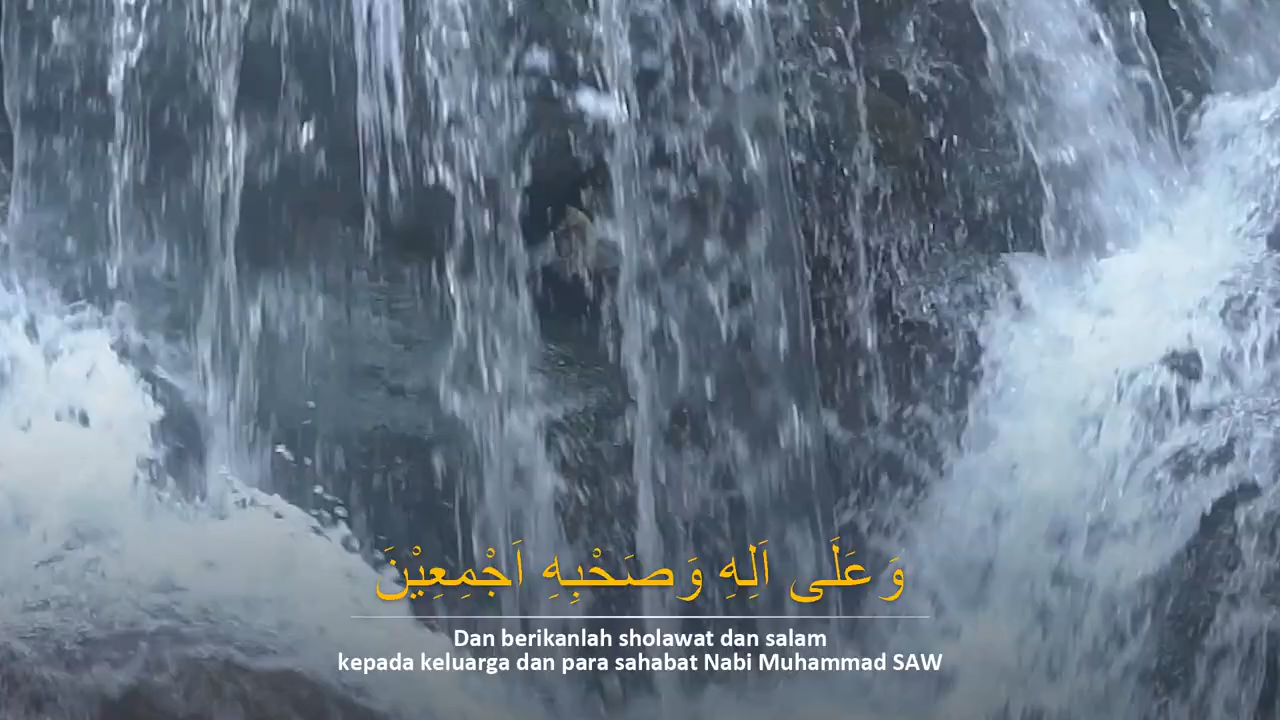 وَ عَلَى اَلِهِ وَصَحْبِهِ اَجْمِعِيْنَ
Dan berikanlah sholawat dan salam
kepada keluarga dan para sahabat Nabi Muhammad SAW